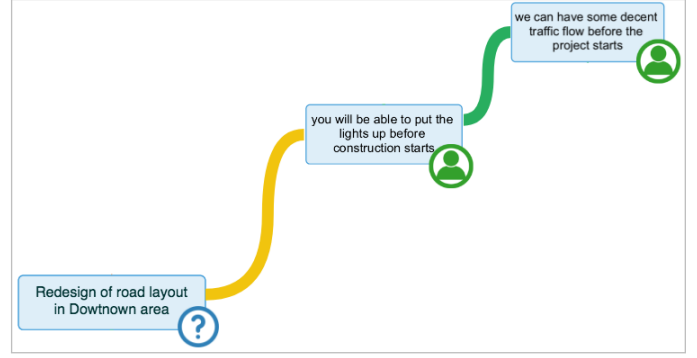 we can have some decent
traffic flow before the
project starts
you will be able to put the
lights up before
construction starts
Redesign of road layout
in Dowtnown area
?